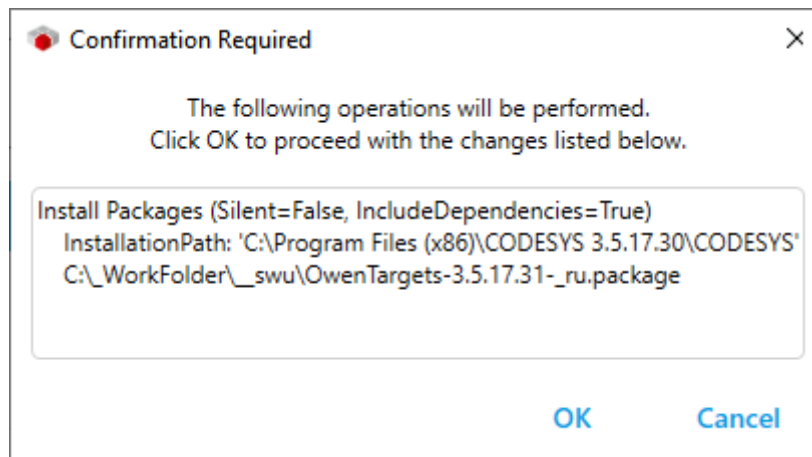 Confirmation Required
The following operations will be performed.
Click OK to proceed with the changes listed below.
Install Packages (Silent=False, IncludeDependencies=True)
InstallationPath: 'C:\Program Files (x86)\CODESYS 3.5.17.30\CODESYS'
C:\_WorkFolder\__swu\OwenTargets-3.5.17.31-_ru.package
OK Cancel